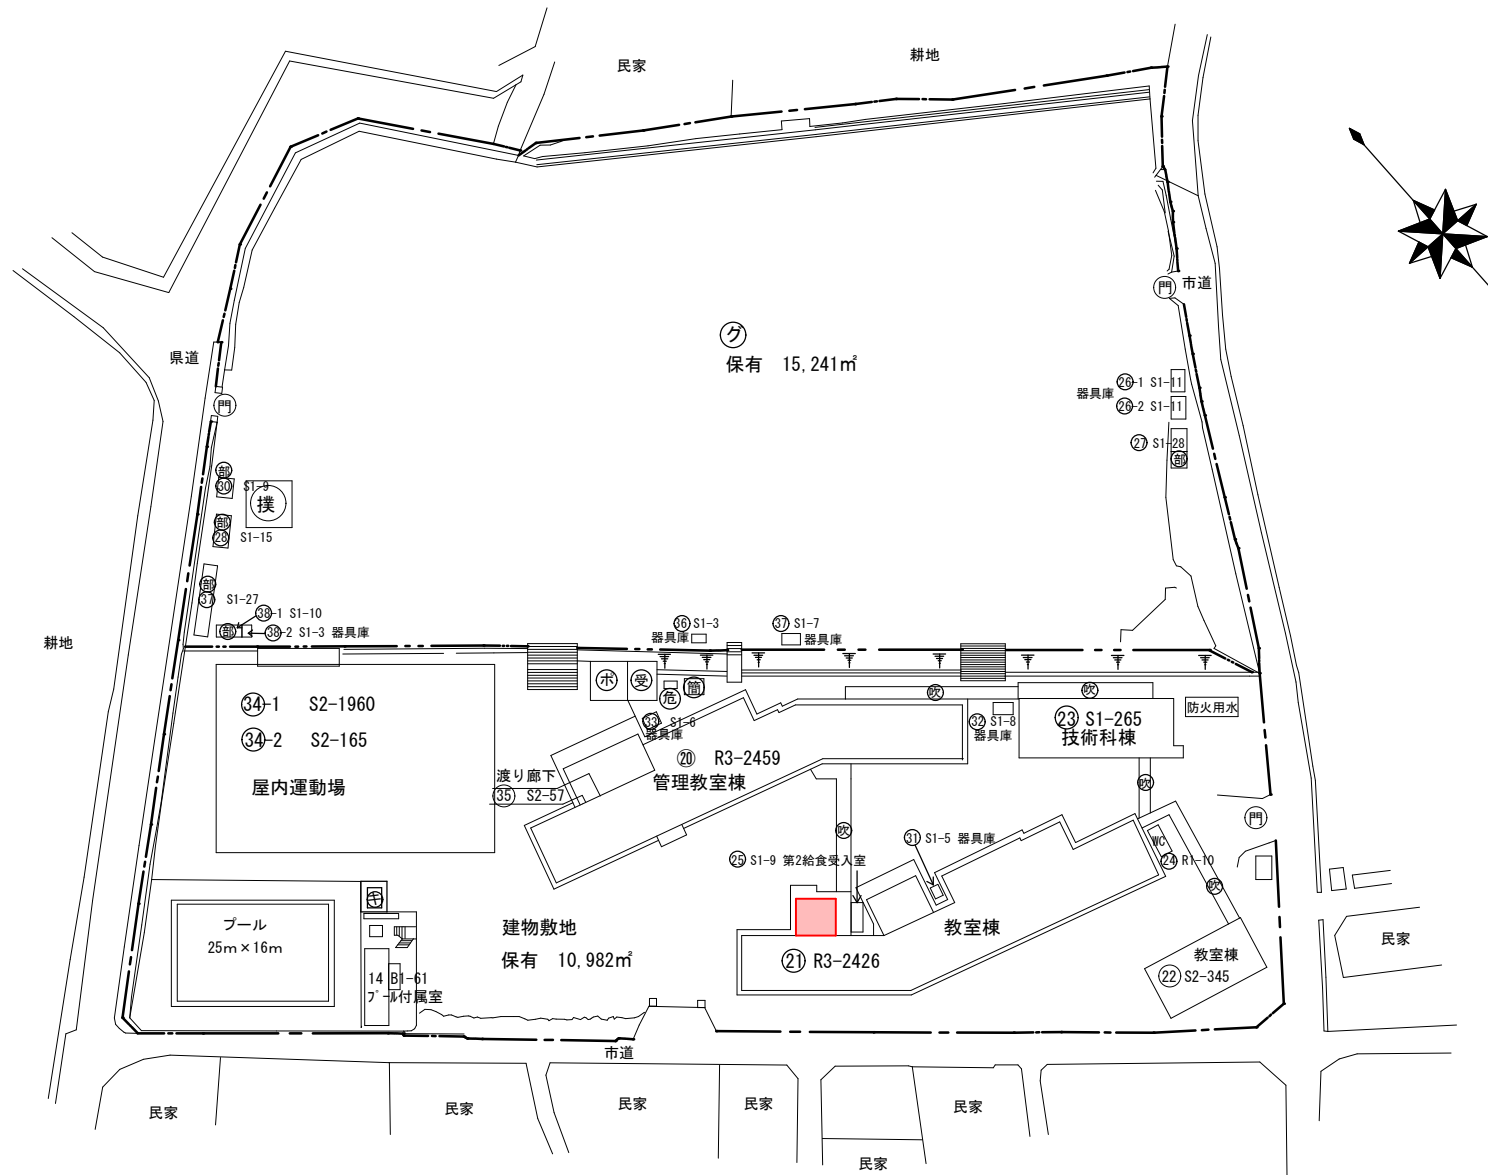 民家
耕地
門
市道
グ
保有 15,241㎡
県道
門
㉖-1 S1-11
器具庫
㉖-2 S1-11
㉗ S1-28
部
部
㉚ S1-9
撲
部
㉘ S1-15
部
㊲ S1-27
㊳-1 S1-10
部
㊳-2 S1-3 器具庫
耕地
㊱ S1-3
器具庫
㊲ S1-7
器具庫
ポ
受
危
簡
吹
吹
防火用水
㉞-1 S2-1960
㉞-2 S2-165
屋内運動場
㉝ S1-6
器具庫
⑳ R3-2459
管理教室棟
㉜ S1-8
器具庫
㉓ S1-265
技術科棟
渡り廊下
㉟ S2-57
吹
門
吹
㉛ S1-5 器具庫
WC
㉔ R1-10
㉕ S1-9 第2給食受入室
吹
キ
プール
25m×16m
建物敷地
保有 10,982㎡
教室棟
㉑ R3-2426
教室棟
㉒ S2-345
民家
14 B1-61
プール付属室
市道
民家
民家
民家
民家
民家
民家